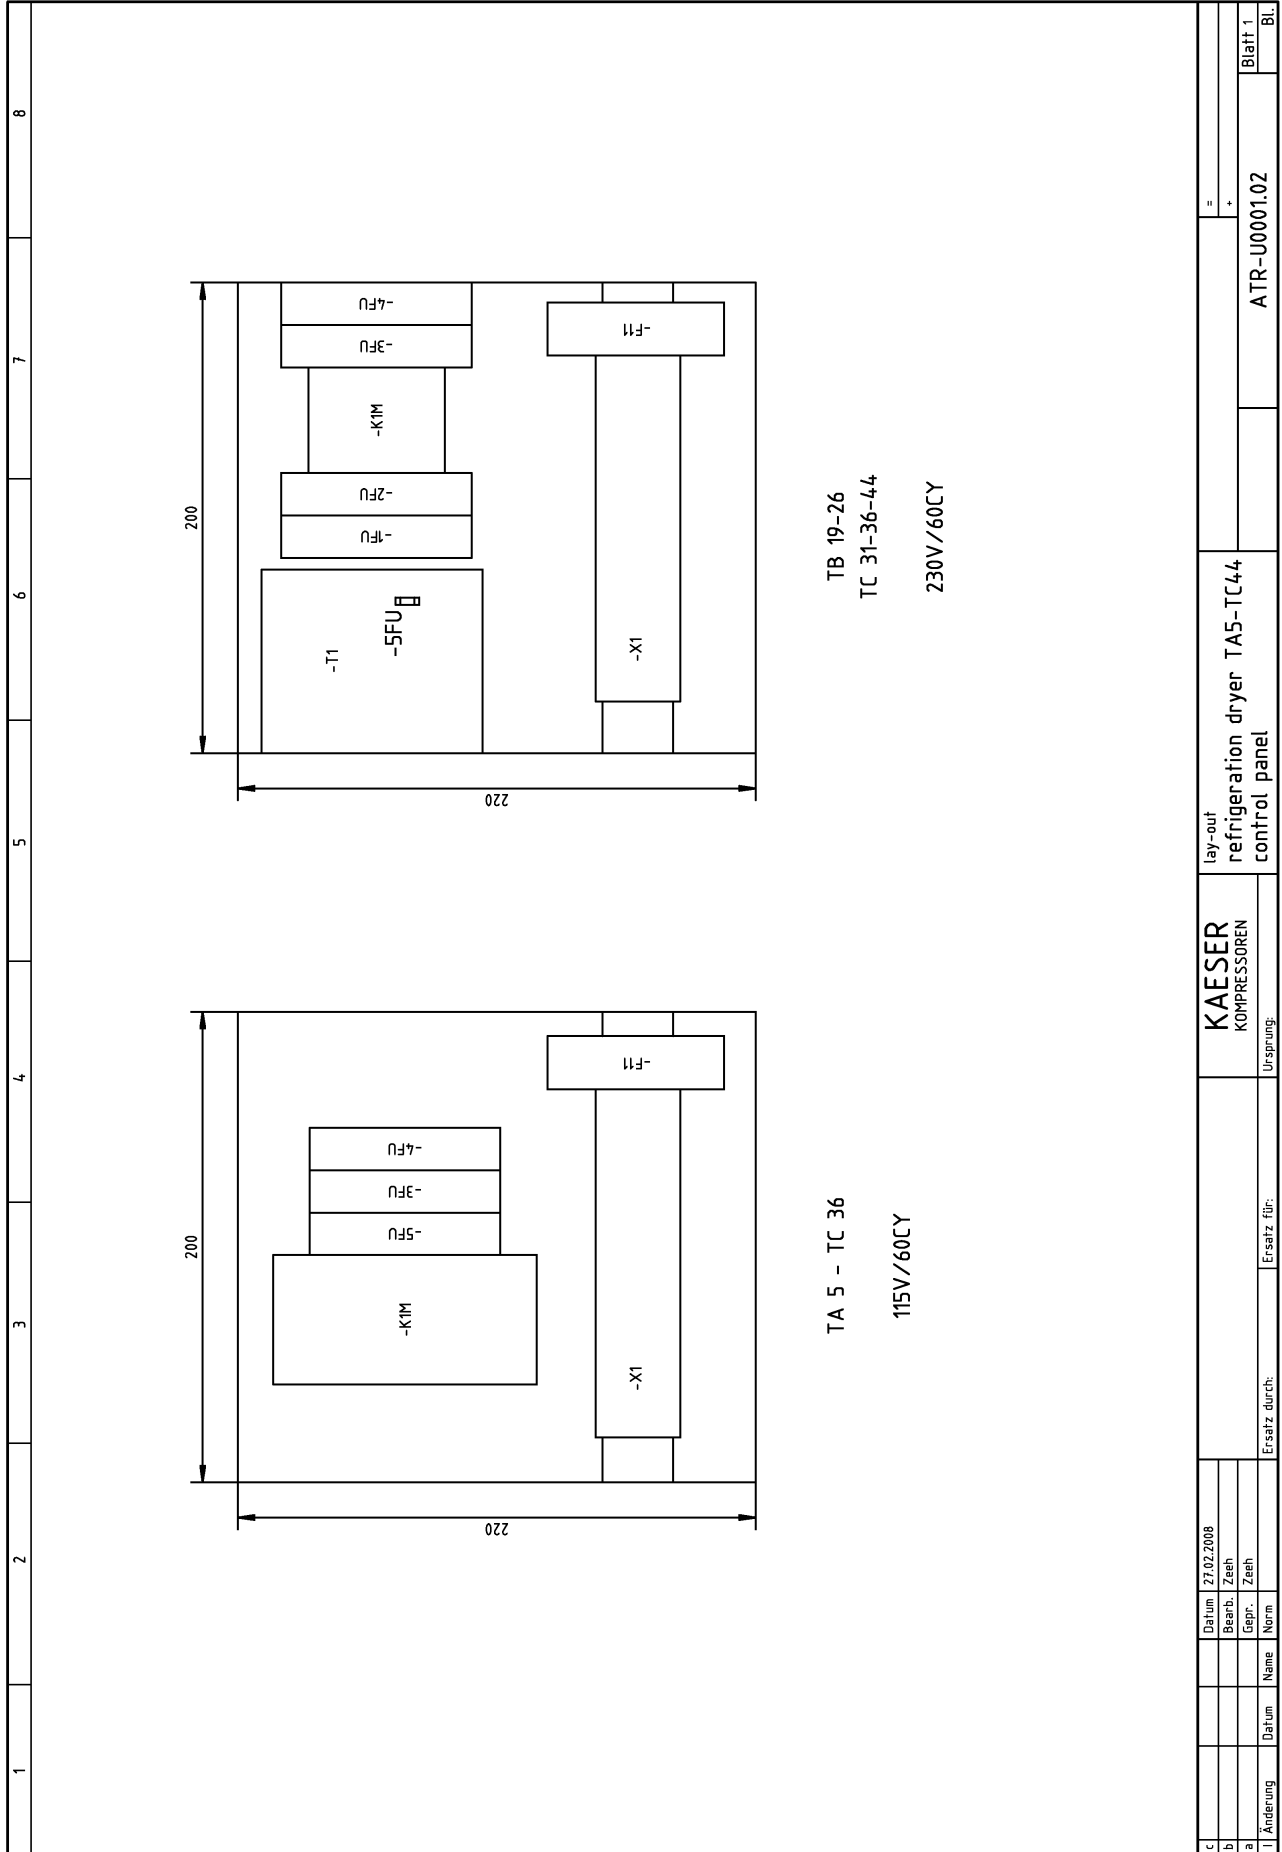 1
2
3
4
5
6
7
8
200
220
-K1M
-5FU
-3FU
-4FU
-X1
-F11
TA 5 - TC 36
115V/60CY
200
220
-T1
-5FU
-1FU
-2FU
-K1M
-3FU
-4FU
-X1
-F11
TB 19-26
TC 31-36-44
230V/60CY
c
b
a
Änderung
Datum
Name
Datum 27.02.2008
Bearb. Zeeh
Gepr. Zeeh
Norm
Ersatz durch:
Ersatz für:
Ursprung:
KAESER
KOMPRESSOREN
lay-out
refrigeration dryer TA5-TC44
control panel
=
+
ATR-U0001.02
Blatt 1
Bl.